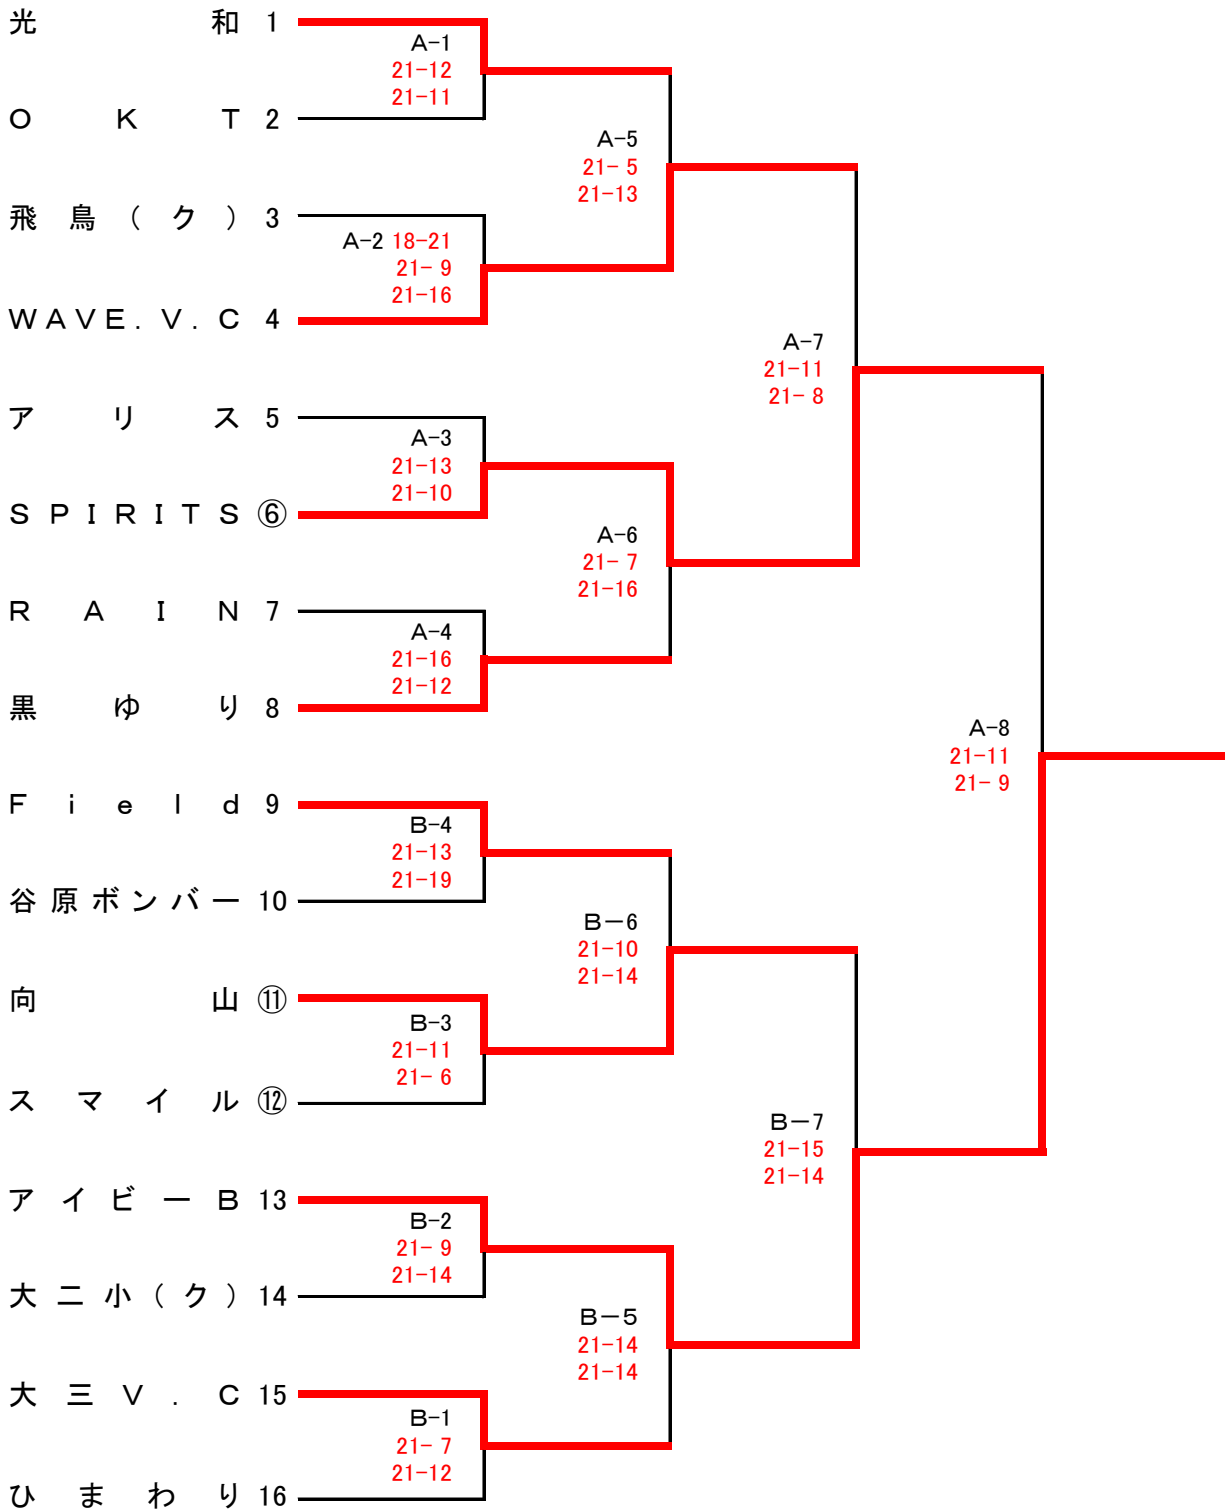 光和 1
A-1
21-12
21-11
OKT 2
A-5
21- 5
21-13
飛鳥(ク) 3
A-2 18-21
21- 9
21-16
WAVE.V.C 4
A-7
21-11
21- 8
アリス 5
A-3
21-13
21-10
SPIRITS ⑥
A-6
21- 7
21-16
RAIN 7
A-4
21-16
21-12
黒ゆり 8
A-8
21-11
21- 9
Field 9
B-4
21-13
21-19
谷原ボンバー 10
B-6
21-10
21-14
向山 ⑪
B-3
21-11
21- 6
スマイル ⑫
B-7
21-15
21-14
アイビーB 13
B-2
21- 9
21-14
大二小(ク) 14
B-5
21-14
21-14
大三V.C 15
B-1
21- 7
21-12
ひまわり 16